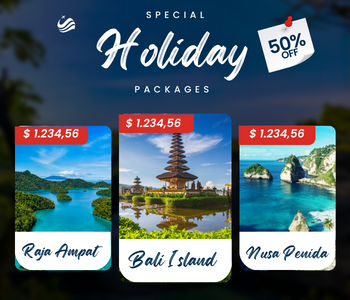 SPECIAL
Holiday
50%
OFF
PACKAGES
$ 1.234,56
$ 1.234,56
$ 1.234,56
Raja Ampat
Bali Island
Nusa Penida